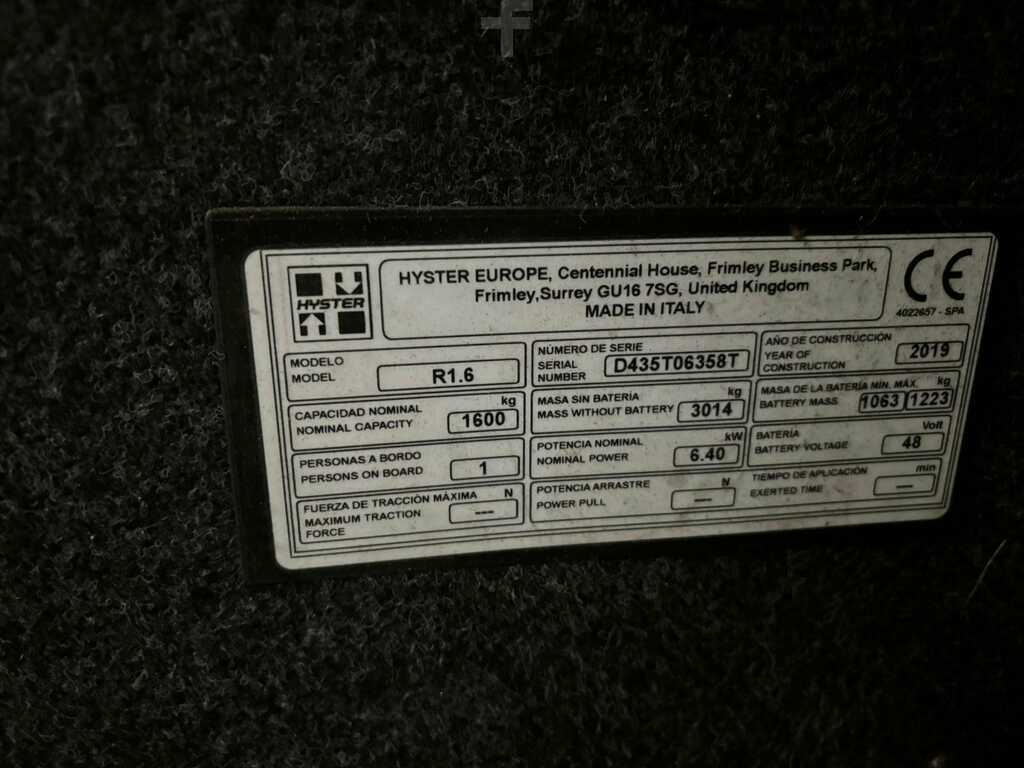 f
HYSTER
HYSTER EUROPE, Centennial House, Frimley Business Park,
Frimley,Surrey GU16 7SG, United Kingdom
MADE IN ITALY
CE
4022657 - SPA
MODELO
MODEL
R1.6
NÚMERO DE SERIE
SERIAL
NUMBER
D435T06358T
AÑO DE CONSTRUCCIÓN
YEAR OF
CONSTRUCTION
2019
CAPACIDAD NOMINAL
NOMINAL CAPACITY
kg
1600
MASA SIN BATERÍA
MASS WITHOUT BATTERY
kg
3014
MASA DE LA BATERÍA MÍN. MÁX.
BATTERY MASS
kg
1063 1223
PERSONAS A BORDO
PERSONS ON BOARD
1
POTENCIA NOMINAL
NOMINAL POWER
kW
6.40
BATERÍA
BATTERY VOLTAGE
Volt
48
FUERZA DE TRACCIÓN MÁXIMA
MAXIMUM TRACTION
FORCE
N
---
POTENCIA ARRASTRE
POWER PULL
N
---
TIEMPO DE APLICACIÓN
EXERTED TIME
min
---